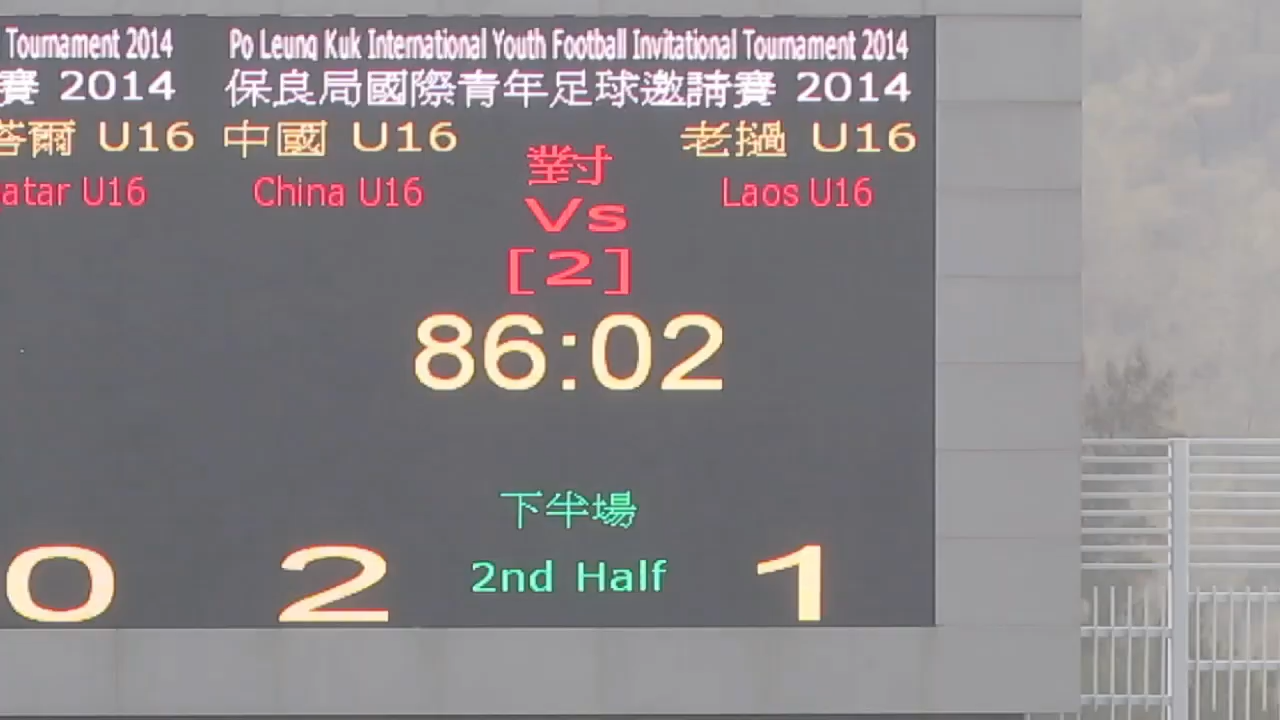 Tournament 2014
賽 2014
爾 U16
atar U16
0
Po Leung Kuk International Youth Football Invitational Tournament 2014
保良局國際青年足球邀請賽 2014
中國 U16
China U16
對
Vs
[2]
老撾 U16
Laos U16
86:02
下半場
2nd Half
2
1